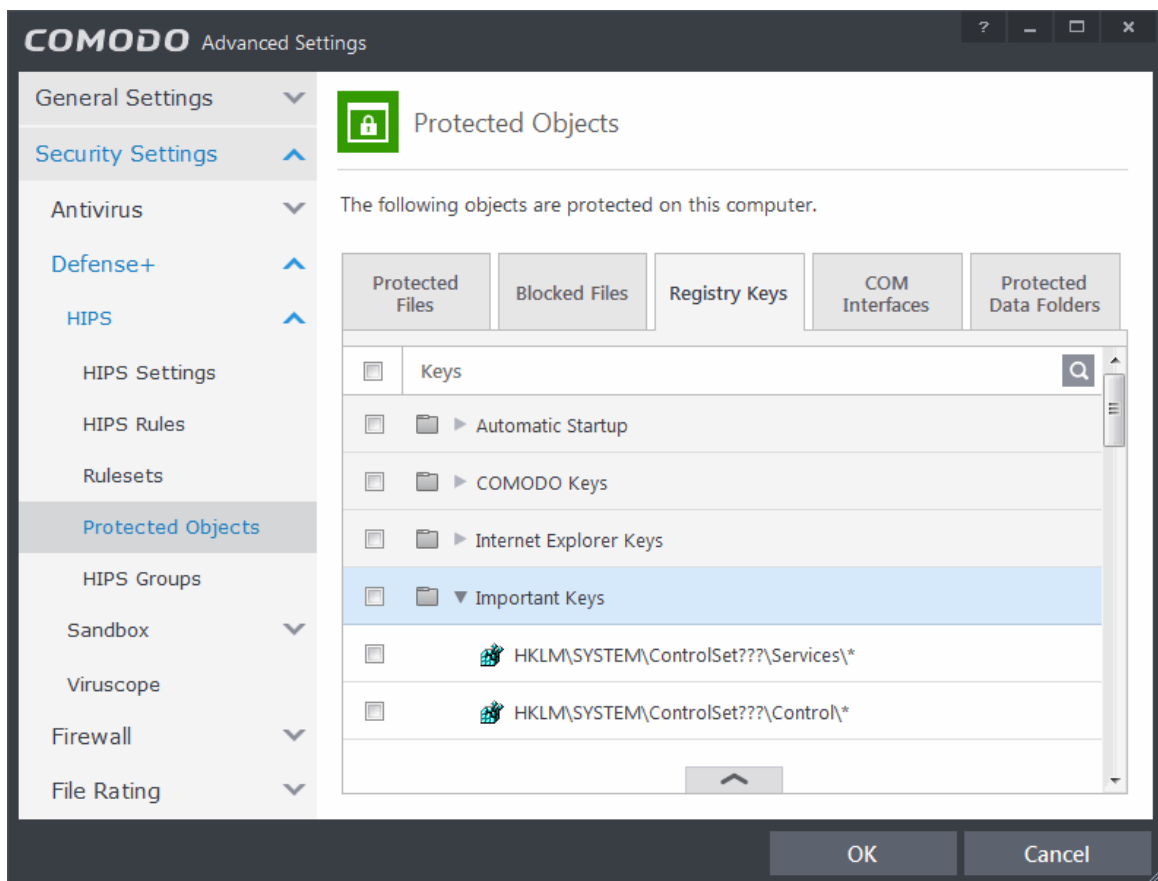 COMODO Advanced Settings
?
General Settings
Security Settings
Antivirus
Defense+
HIPS
HIPS Settings
HIPS Rules
Rulesets
Protected Objects
HIPS Groups
Sandbox
Viruscope
Firewall
File Rating
Protected Objects
The following objects are protected on this computer.
Protected
Files
Blocked Files
Registry Keys
COM
Interfaces
Protected
Data Folders
Keys
Automatic Startup
COMODO Keys
Internet Explorer Keys
Important Keys
HKLM\SYSTEM\ControlSet???\Services\*
HKLM\SYSTEM\ControlSet???\Control\*
OK
Cancel